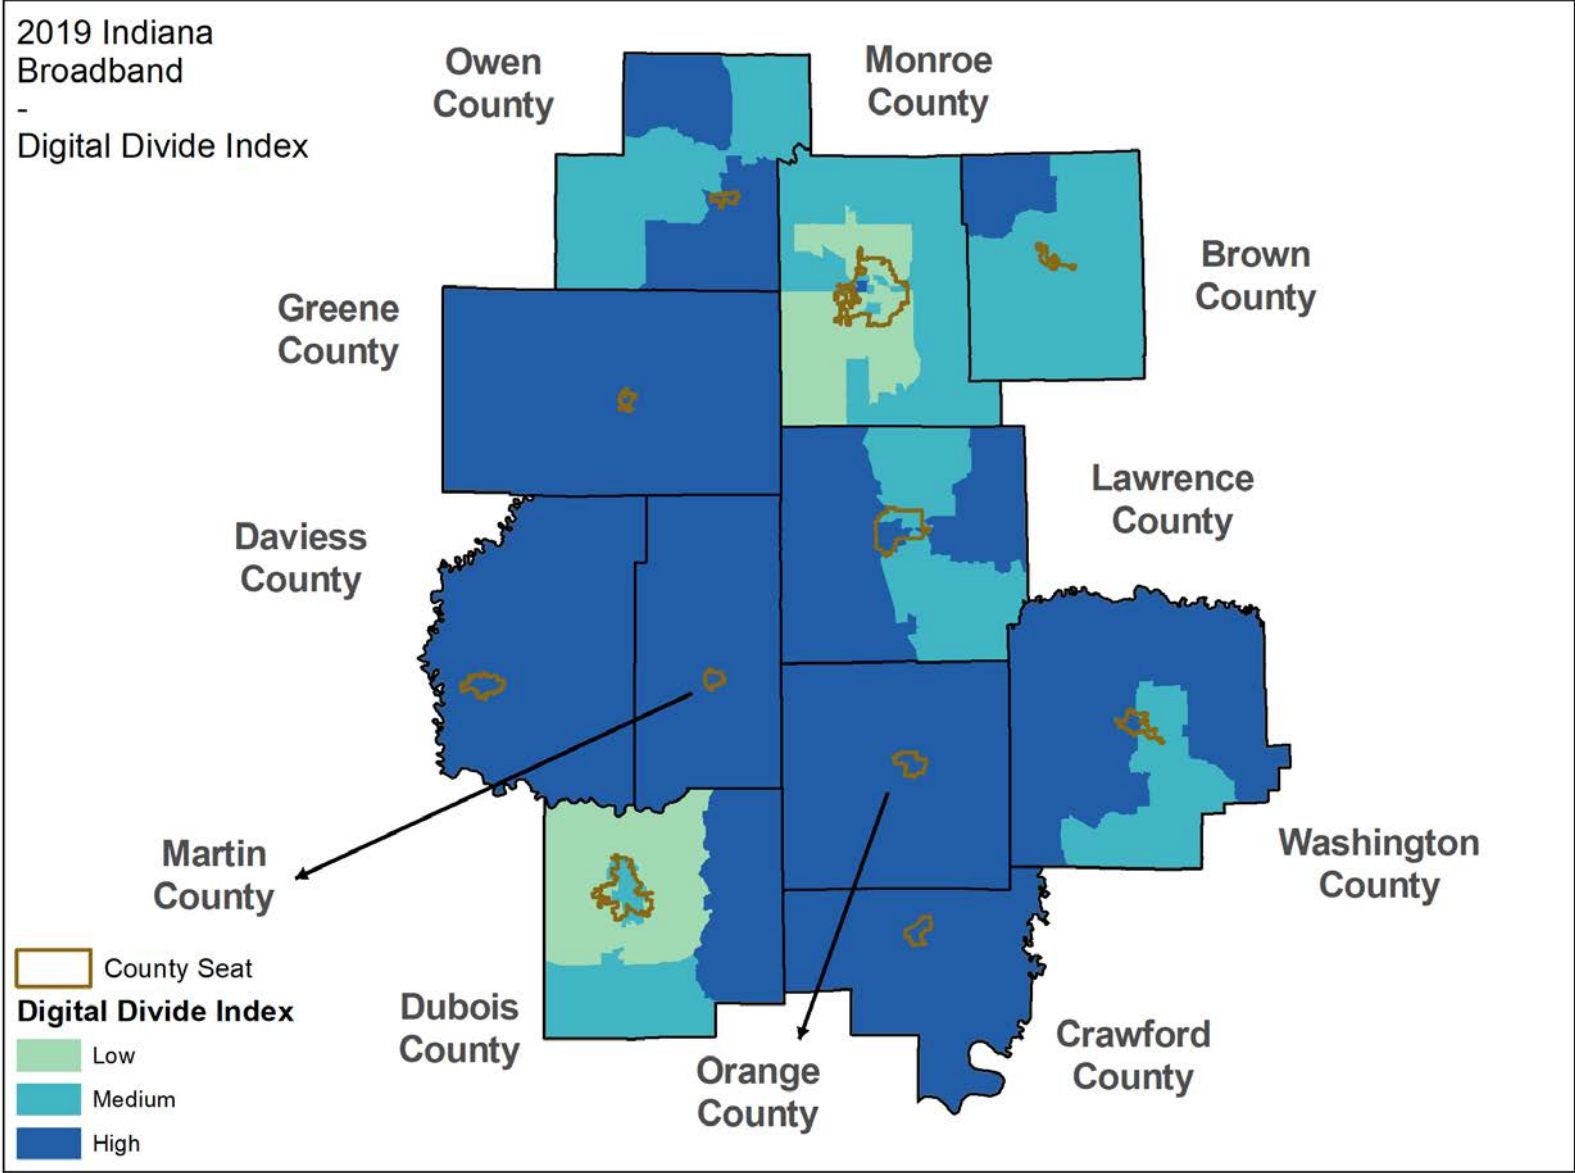 2019 Indiana
Broadband
-
Digital Divide Index
Owen
County
Monroe
County
Brown
County
Greene
County
Lawrence
County
Daviess
County
Martin
County
Washington
County
Dubois
County
Orange
County
Crawford
County
County Seat
Digital Divide Index
Low
Medium
High